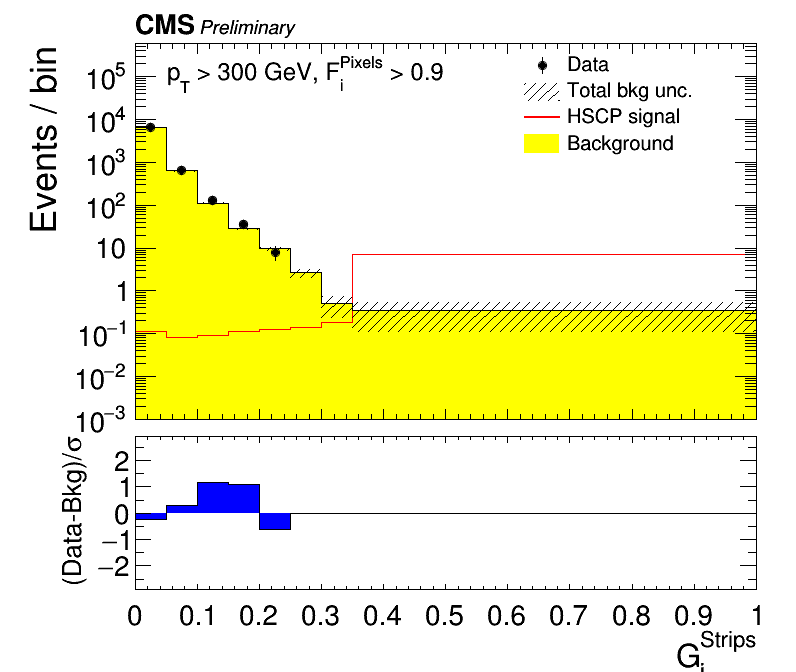 CMS Preliminary
p_T > 300 GeV, F_i^Pixels > 0.9
Data
Total bkg unc.
HSCP signal
Background
Events / bin
10^5
10^4
10^3
10^2
10
1
10^−1
10^−2
10^−3
(Data-Bkg)/σ
2
1
0
−1
−2
0 0.1 0.2 0.3 0.4 0.5 0.6 0.7 0.8 0.9 1
G_i^Strips